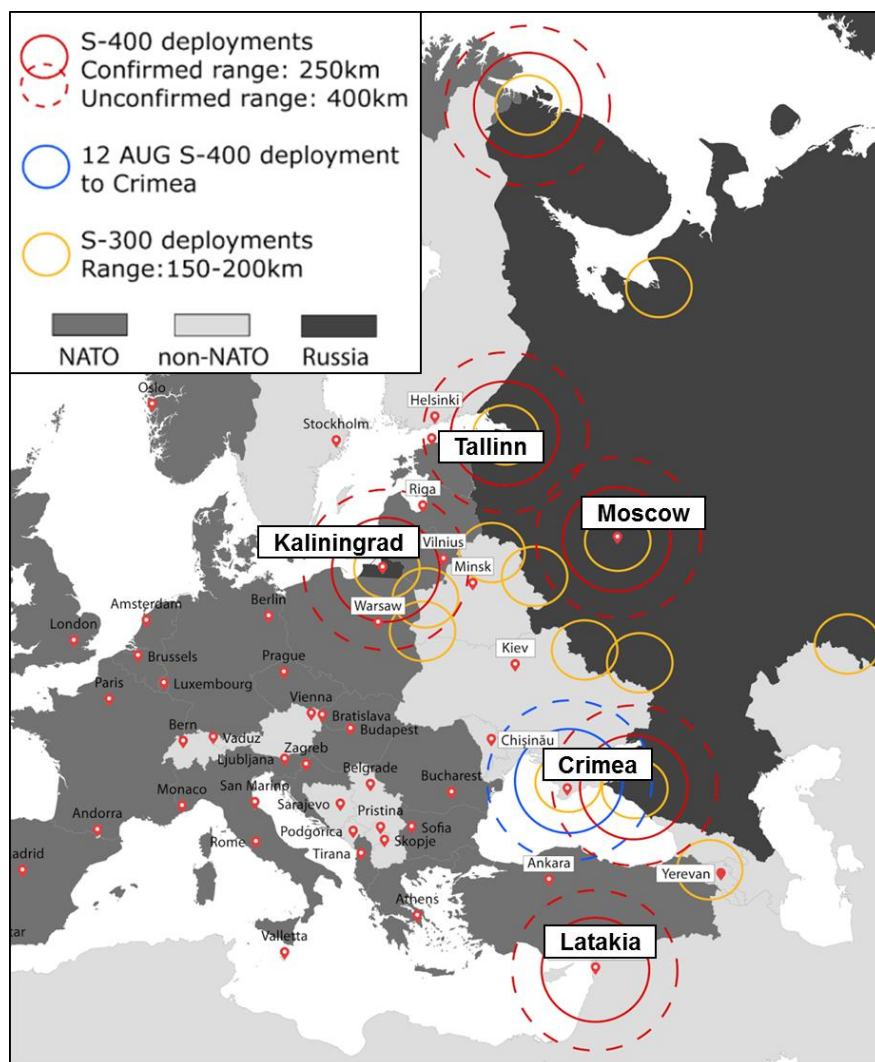 S-400 deployments
Confirmed range: 250km
Unconfirmed range: 400km
12 AUG S-400 deployment
to Crimea
S-300 deployments
Range:150-200km
NATO
non-NATO
Russia
Oslo
Stockholm
Helsinki
Tallinn
Riga
Moscow
Kaliningrad
Vilnius
Minsk
Amsterdam
Berlin
Warsaw
London
Brussels
Prague
Kiev
Paris
Luxembourg
Vienna
Bratislava
Bern
Vaduz
Budapest
Chișinău
Ljubljana
Zagreb
Belgrade
Crimea
Monaco
San Marino
Sarajevo
Bucharest
Andorra
Pristina
Podgorica
Sofia
Rome
Skopje
Tirana
adrid
Ankara
Yerevan
Athens
tar
Valletta
Latakia